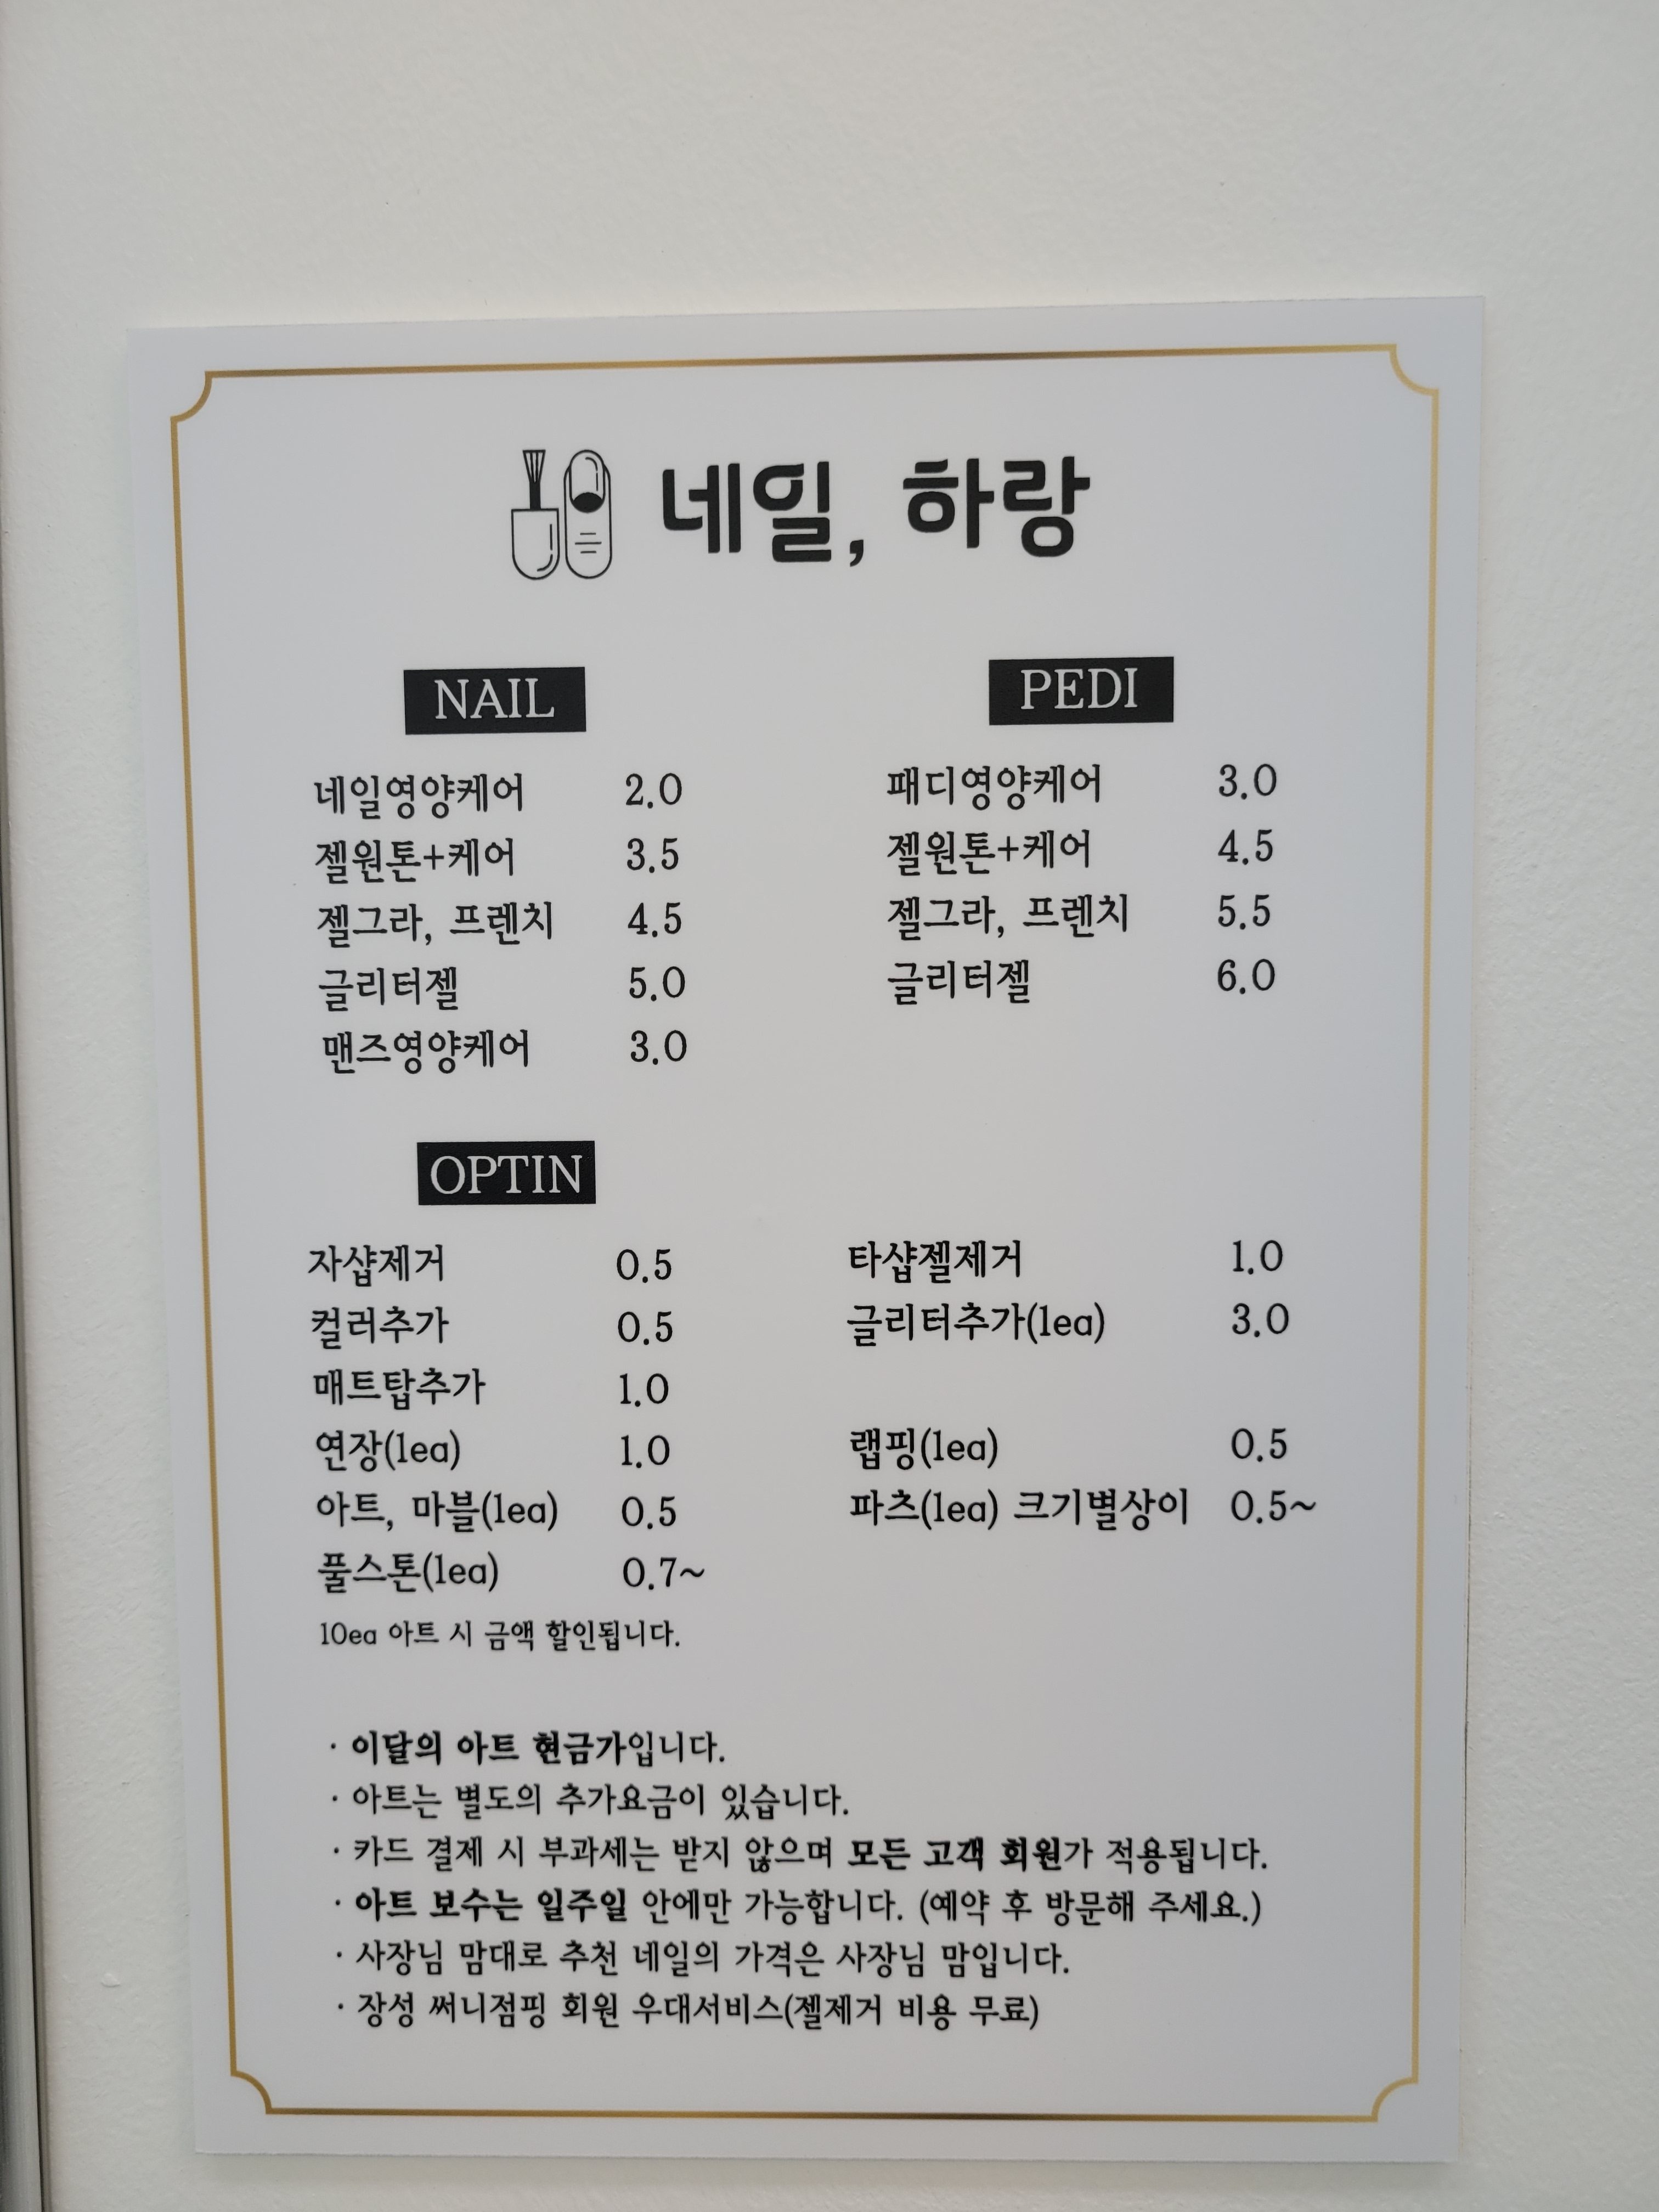 네일, 하랑
NAIL
네일영양케어 2.0
젤원톤+케어 3.5
젤그라, 프렌치 4.5
글리터젤 5.0
맨즈영양케어 3.0
PEDI
패디영양케어 3.0
젤원톤+케어 4.5
젤그라, 프렌치 5.5
글리터젤 6.0
OPTIN
자샵제거 0.5
컬러추가 0.5
매트탑추가 1.0
연장(1ea) 1.0
아트, 마블(1ea) 0.5
풀스톤(1ea) 0.7~
10ea 아트 시 금액 할인됩니다.
타샵젤제거 1.0
글리터추가(1ea) 3.0
랩핑(1ea) 0.5
파츠(1ea) 크기별상이 0.5~
· 이달의 아트 현금가입니다.
· 아트는 별도의 추가요금이 있습니다.
· 카드 결제 시 부과세는 받지 않으며 모든 고객 회원가 적용됩니다.
· 아트 보수는 일주일 안에만 가능합니다. (예약 후 방문해 주세요.)
· 사장님 맘대로 추천 네일의 가격은 사장님 맘입니다.
· 장성 써니점핑 회원 우대서비스(젤제거 비용 무료)